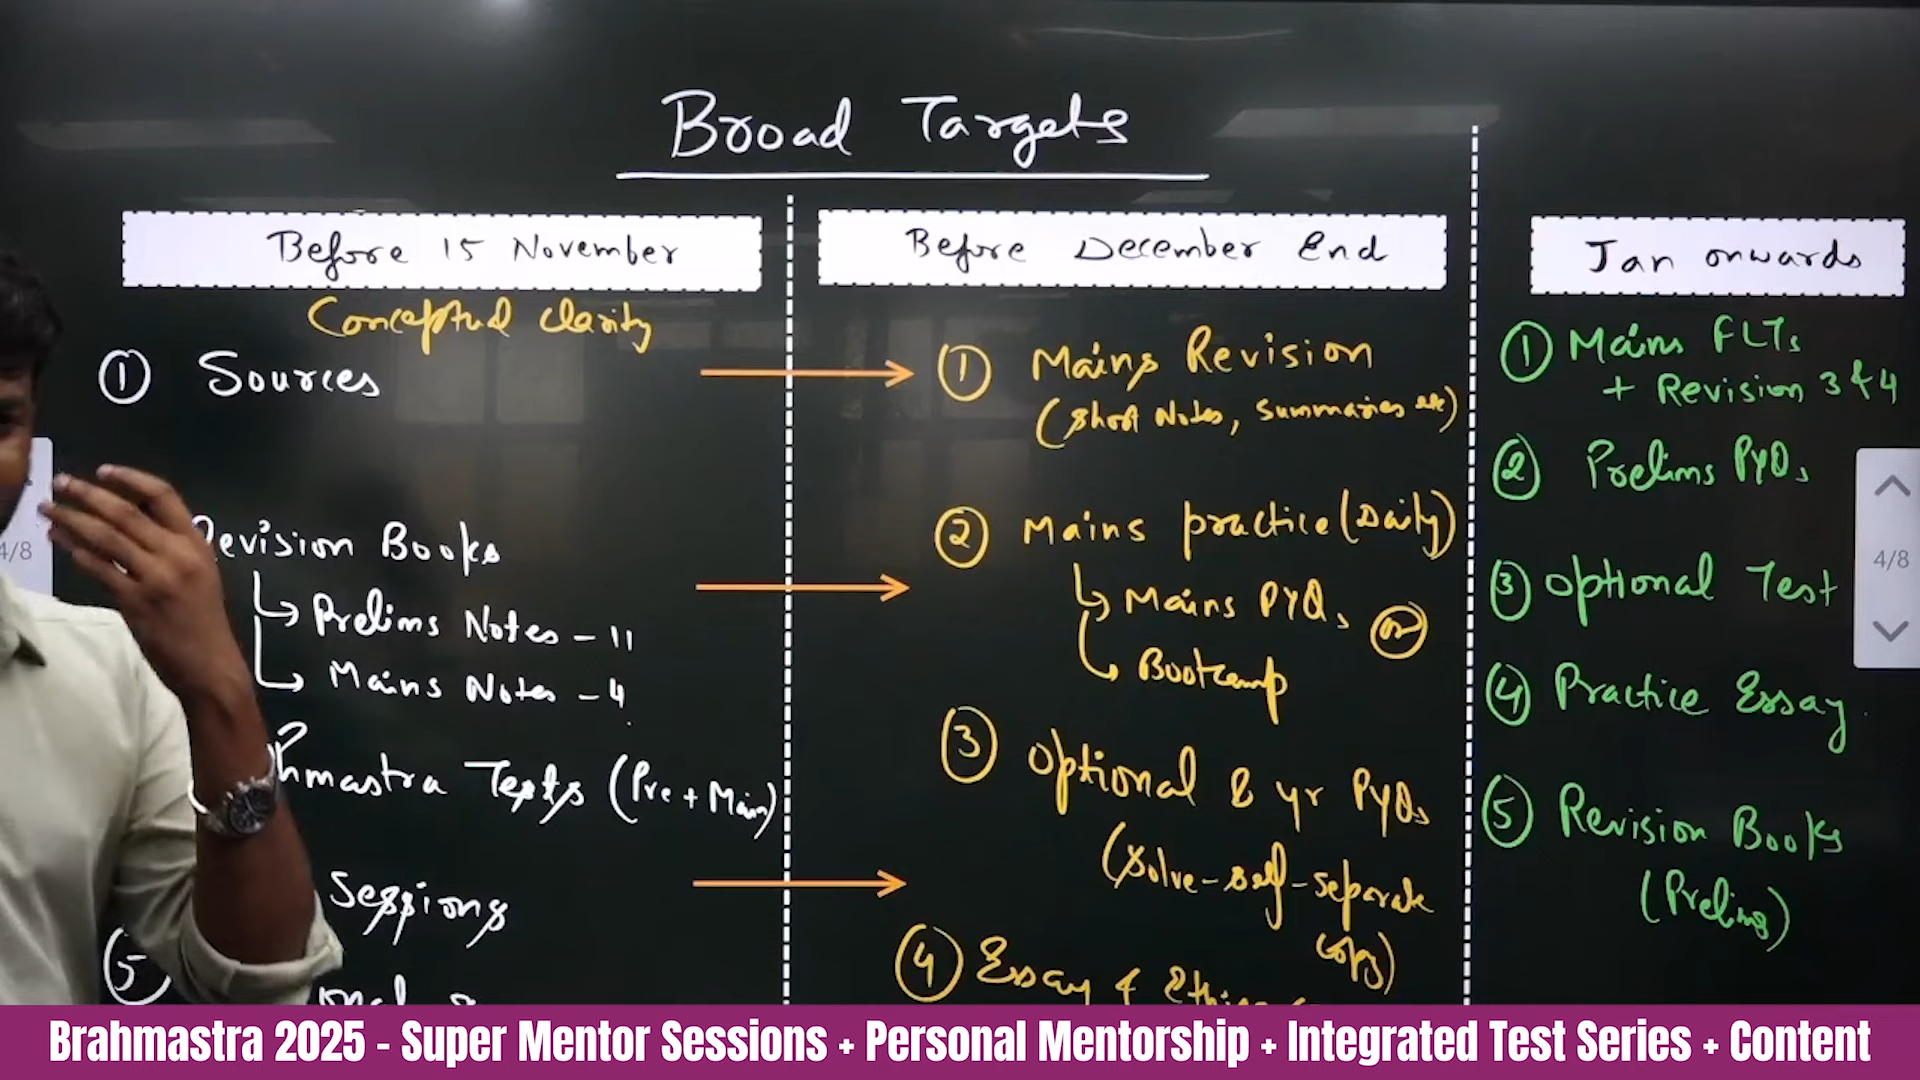 Broad Targets
Before 15 November
Conceptual clarity
① Sources
Revision Books
↳ Prelims Notes - 11
↳ Mains Notes - 4
hmastra Tests (Pre + Main)
Sessions
⑤
Before December End
① Mains Revision
(Short Notes, Summaries etc)
② Mains practice (Daily)
↳ Mains PYQs or
↳ Bootcamp
③ Optional 8 yr PYQs
(Solve-self-separate
copy)
④ Essay & Ethics
Jan onwards
① Mains FLTs
+ Revision 3 & 4
② Prelims PYQs
③ Optional Test
④ Practice Essay
⑤ Revision Books
(Prelims)
4/8
4/8
Brahmastra 2025 - Super Mentor Sessions + Personal Mentorship + Integrated Test Series + Content